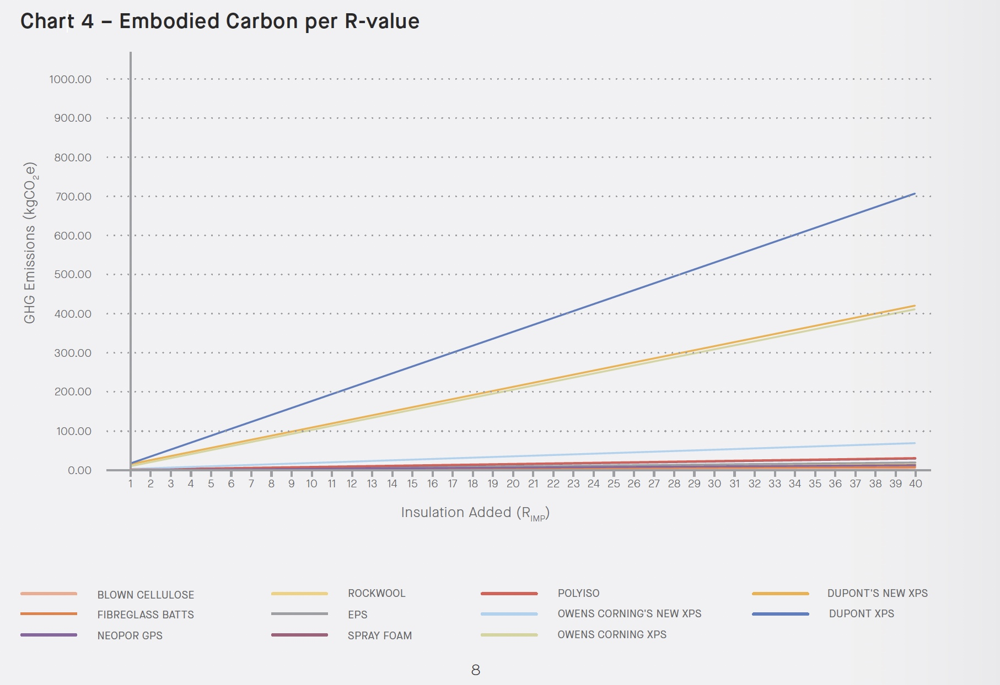 Chart 4 – Embodied Carbon per R-value
GHG Emissions (kgCO₂e)
1000.00
900.00
800.00
700.00
600.00
500.00
400.00
300.00
200.00
100.00
0.00
1 2 3 4 5 6 7 8 9 10 11 12 13 14 15 16 17 18 19 20 21 22 23 24 25 26 27 28 29 30 31 32 33 34 35 36 37 38 39 40
Insulation Added (R_IMP)
BLOWN CELLULOSE ROCKWOOL POLYISO DUPONT'S NEW XPS
FIBREGLASS BATTS EPS OWENS CORNING'S NEW XPS DUPONT XPS
NEOPOR GPS SPRAY FOAM OWENS CORNING XPS
8